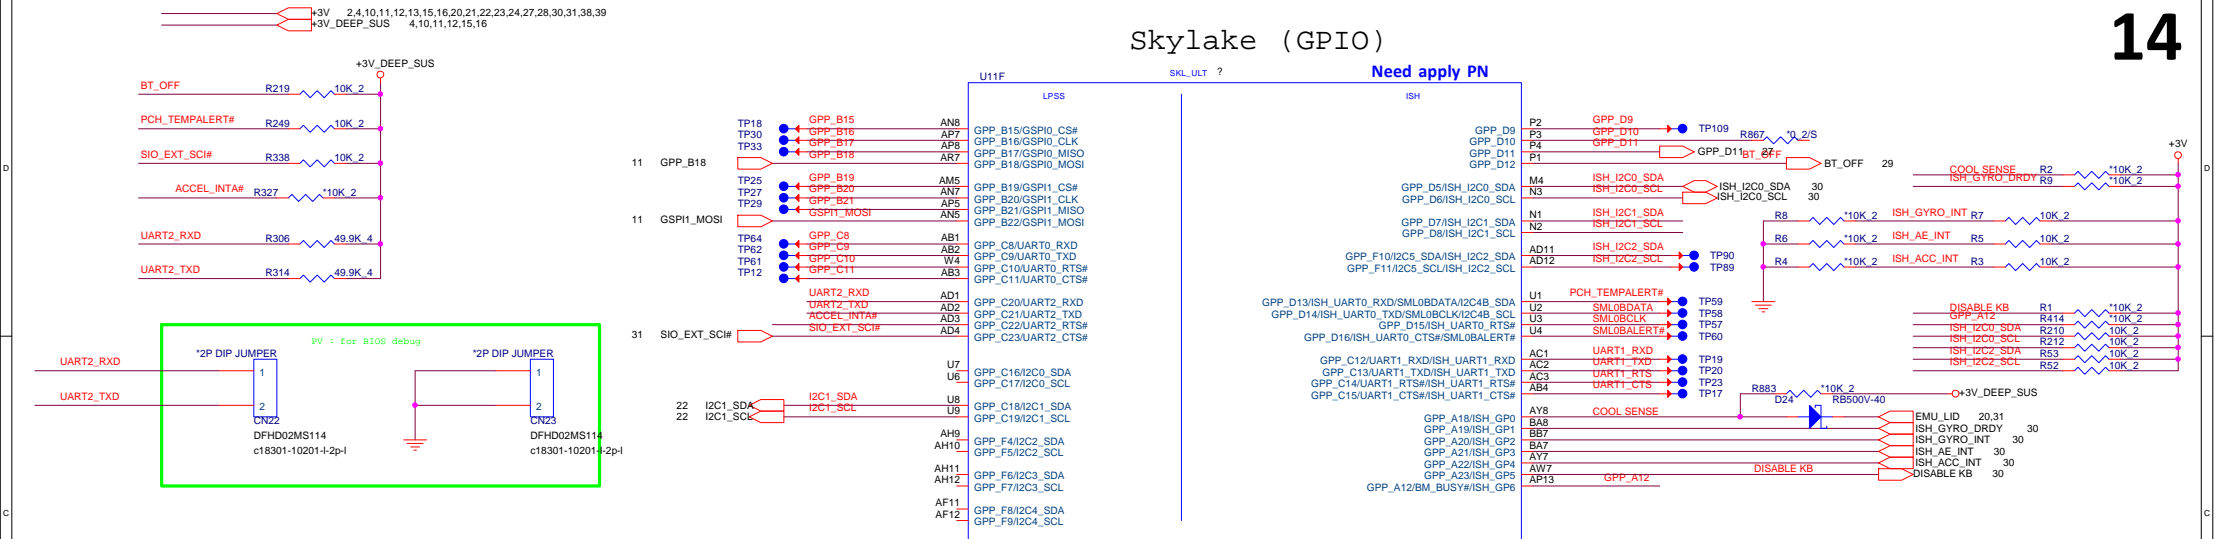 +3V 2,4,10,11,12,13,15,16,20,21,22,23,24,27,28,30,31,38,39
+3V_DEEP_SUS 4,10,11,12,15,16
14
Skylake (GPIO)
+3V_DEEP_SUS
BT_OFF R219 10K_2
PCH_TEMPALERT# R249 10K_2
SIO_EXT_SCI# R338 10K_2
ACCEL_INTA# R327 *10K_2
UART2_RXD R306 49.9K_4
UART2_TXD R314 49.9K_4
PV : for BIOS debug
*2P DIP JUMPER *2P DIP JUMPER
UART2_RXD 1 1
UART2_TXD 2 2
CN22 CN23
DFHD02MS114 DFHD02MS114
c18301-10201-l-2p-l c18301-10201-l-2p-l
U11F SKL_ULT ? Need apply PN
LPSS ISH
TP18 GPP_B15 AN8 GPP_B15/GSPI0_CS#
TP30 GPP_B16 AP7 GPP_B16/GSPI0_CLK
TP33 GPP_B17 AP8 GPP_B17/GSPI0_MISO
11 GPP_B18 GPP_B18 AR7 GPP_B18/GSPI0_MOSI
TP25 GPP_B19 AM5 GPP_B19/GSPI1_CS#
TP27 GPP_B20 AN7 GPP_B20/GSPI1_CLK
TP29 GPP_B21 AP5 GPP_B21/GSPI1_MISO
11 GSPI1_MOSI GSPI1_MOSI AN5 GPP_B22/GSPI1_MOSI
TP64 GPP_C8 AB1 GPP_C8/UART0_RXD
TP62 GPP_C9 AB2 GPP_C9/UART0_TXD
TP61 GPP_C10 W4 GPP_C10/UART0_RTS#
TP12 GPP_C11 AB3 GPP_C11/UART0_CTS#
UART2_RXD AD1 GPP_C20/UART2_RXD
UART2_TXD AD2 GPP_C21/UART2_TXD
ACCEL_INTA# AD3 GPP_C22/UART2_RTS#
31 SIO_EXT_SCI# SIO_EXT_SCI# AD4 GPP_C23/UART2_CTS#
U7 GPP_C16/I2C0_SDA
U6 GPP_C17/I2C0_SCL
22 I2C1_SDA I2C1_SDA U8 GPP_C18/I2C1_SDA
22 I2C1_SCL I2C1_SCL U9 GPP_C19/I2C1_SCL
AH9 GPP_F4/I2C2_SDA
AH10 GPP_F5/I2C2_SCL
AH11 GPP_F6/I2C3_SDA
AH12 GPP_F7/I2C3_SCL
AF11 GPP_F8/I2C4_SDA
AF12 GPP_F9/I2C4_SCL
GPP_D9 P2 GPP_D9 TP109
GPP_D10 P3 GPP_D10 R867 *0_2/S
GPP_D11 P4 GPP_D11 GPP_D11 27
GPP_D12 P1 BT_OFF BT_OFF 29
GPP_D5/ISH_I2C0_SDA M4 ISH_I2C0_SDA ISH_I2C0_SDA 30
GPP_D6/ISH_I2C0_SCL N3 ISH_I2C0_SCL ISH_I2C0_SCL 30
GPP_D7/ISH_I2C1_SDA N1 ISH_I2C1_SDA
GPP_D8/ISH_I2C1_SCL N2 ISH_I2C1_SCL
GPP_F10/I2C5_SDA/ISH_I2C2_SDA AD11 ISH_I2C2_SDA TP90
GPP_F11/I2C5_SCL/ISH_I2C2_SCL AD12 ISH_I2C2_SCL TP89
GPP_D13/ISH_UART0_RXD/SML0BDATA/I2C4B_SDA U1 PCH_TEMPALERT# TP59
GPP_D14/ISH_UART0_TXD/SML0BCLK/I2C4B_SCL U2 SML0BDATA TP58
GPP_D15/ISH_UART0_RTS# U3 SML0BCLK TP57
GPP_D16/ISH_UART0_CTS#/SML0BALERT# U4 SML0BALERT# TP60
GPP_C12/UART1_RXD/ISH_UART1_RXD AC1 UART1_RXD TP19
GPP_C13/UART1_TXD/ISH_UART1_TXD AC2 UART1_TXD TP20
GPP_C14/UART1_RTS#/ISH_UART1_RTS# AC3 UART1_RTS TP23
GPP_C15/UART1_CTS#/ISH_UART1_CTS# AB4 UART1_CTS TP17
R883 *10K_2 +3V_DEEP_SUS
D24 RB500V-40
GPP_A18/ISH_GP0 AY8 COOL SENSE EMU_LID 20,31
GPP_A19/ISH_GP1 BA8 ISH_GYRO_DRDY 30
GPP_A20/ISH_GP2 BB7 ISH_GYRO_INT 30
GPP_A21/ISH_GP3 BA7 ISH_AE_INT 30
GPP_A22/ISH_GP4 AY7 ISH_ACC_INT 30
GPP_A23/ISH_GP5 AW7 DISABLE KB DISABLE KB 30
GPP_A12/BM_BUSY#/ISH_GP6 AP13 GPP_A12
+3V
COOL SENSE R2 *10K_2
ISH_GYRO_DRDY R9 *10K_2
R8 *10K_2 ISH_GYRO_INT R7 10K_2
R6 *10K_2 ISH_AE_INT R5 10K_2
R4 *10K_2 ISH_ACC_INT R3 10K_2
DISABLE KB R1 *10K_2
GPP_A12 R414 *10K_2
ISH_I2C0_SDA R210 10K_2
ISH_I2C0_SCL R212 10K_2
ISH_I2C2_SDA R53 10K_2
ISH_I2C2_SCL R52 10K_2
D D
C C